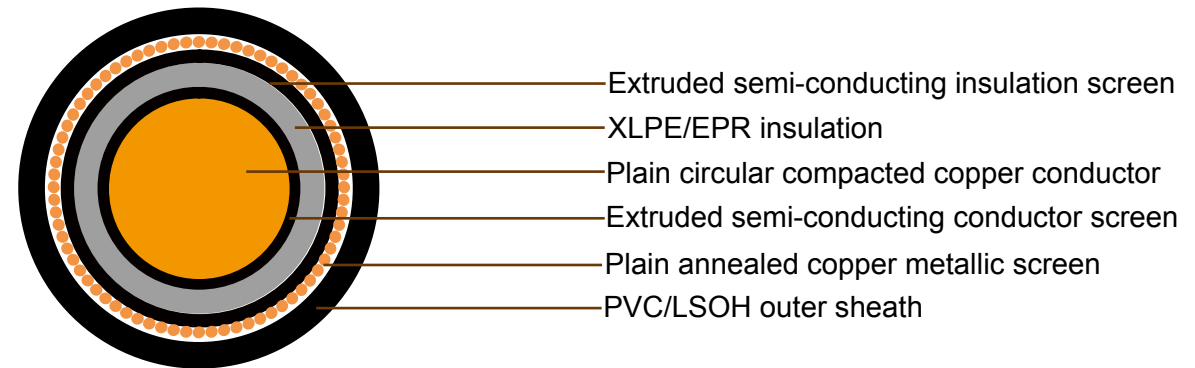 Extruded semi-conducting insulation screen
XLPE/EPR insulation
Plain circular compacted copper conductor
Extruded semi-conducting conductor screen
Plain annealed copper metallic screen
PVC/LSOH outer sheath